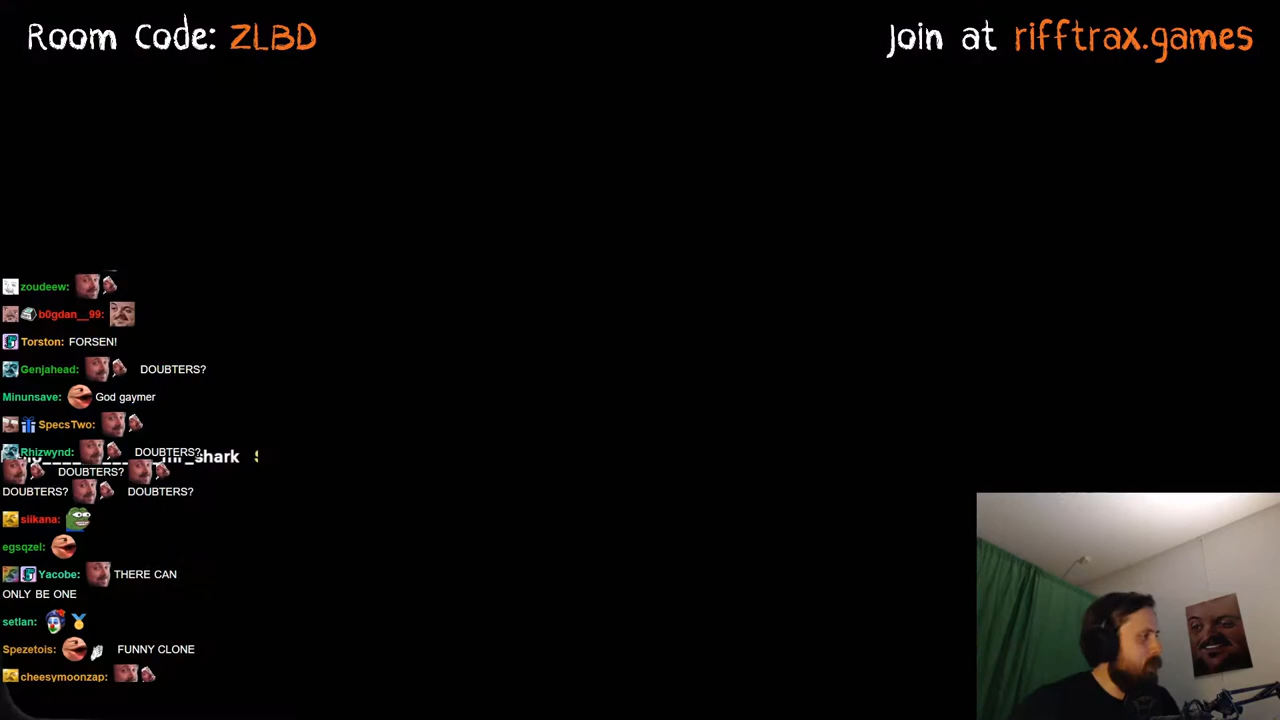 Room Code: ZLBD
Join at rifftrax.games
zoudeew:
b0gdan__99:
Torston: FORSEN!
Genjahead: DOUBTERS?
Minunsave: God gaymer
SpecsTwo:
Rhizwynd: DOUBTERS?
_shark
DOUBTERS?
DOUBTERS? DOUBTERS?
siikana:
egsqzel:
Yacobe: THERE CAN
ONLY BE ONE
setlan:
Spezetois: FUNNY CLONE
cheesymoonzap: